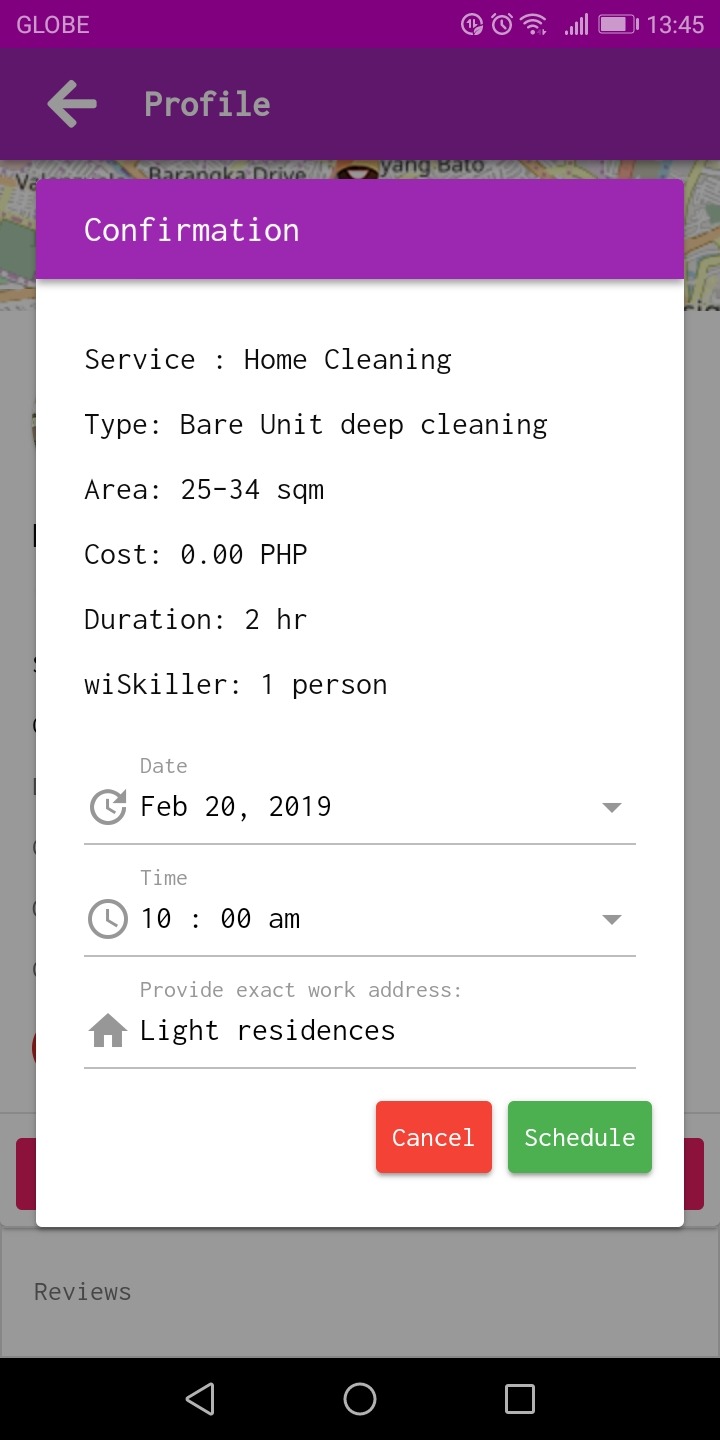 GLOBE
13:45
Profile
Barangka Drive
yang Bato
Confirmation
Service : Home Cleaning
Type: Bare Unit deep cleaning
Area: 25-34 sqm
Cost: 0.00 PHP
Duration: 2 hr
wiSkiller: 1 person
Date
Feb 20, 2019
Time
10 : 00 am
Provide exact work address:
Light residences
Cancel
Schedule
Reviews